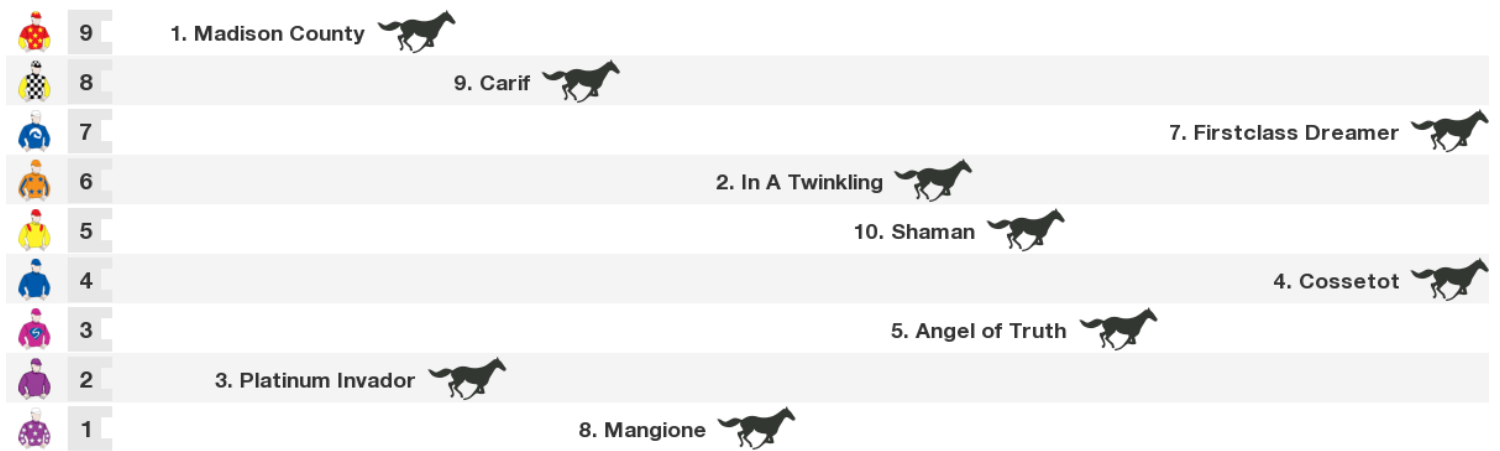 9 1. Madison County
8 9. Carif
7 7. Firstclass Dreamer
6 2. In A Twinkling
5 10. Shaman
4 4. Cossetot
3 5. Angel of Truth
2 3. Platinum Invador
1 8. Mangione